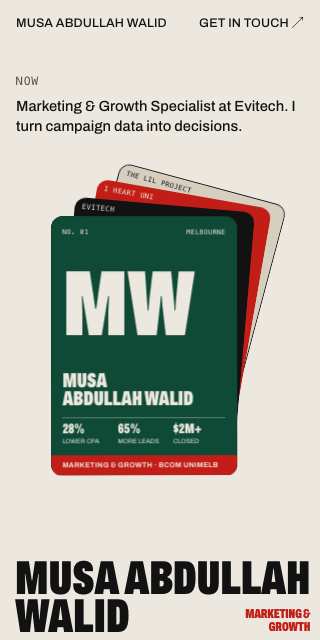 MUSA ABDULLAH WALID
GET IN TOUCH ↗
NOW
Marketing & Growth Specialist at Evitech. I
turn campaign data into decisions.
THE LIL PROJECT
I HEART UNI
EVITECH
NO. 01
MELBOURNE
MW
MUSA
ABDULLAH WALID
28%
65%
$2M+
LOWER CPA
MORE LEADS
CLOSED
MARKETING & GROWTH · BCOM UNIMELB
MUSA ABDULLAH
WALID
MARKETING &
GROWTH